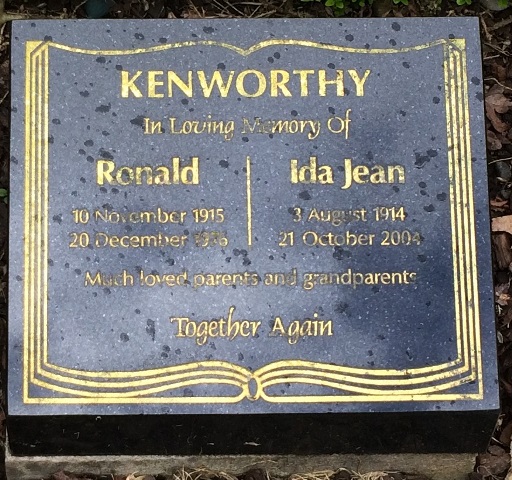 KENWORTHY
In Loving Memory Of
Ronald
10 November 1915
20 December
Ida Jean
3 August 1914
21 October 2004
Much loved parents and grandparents
Together Again